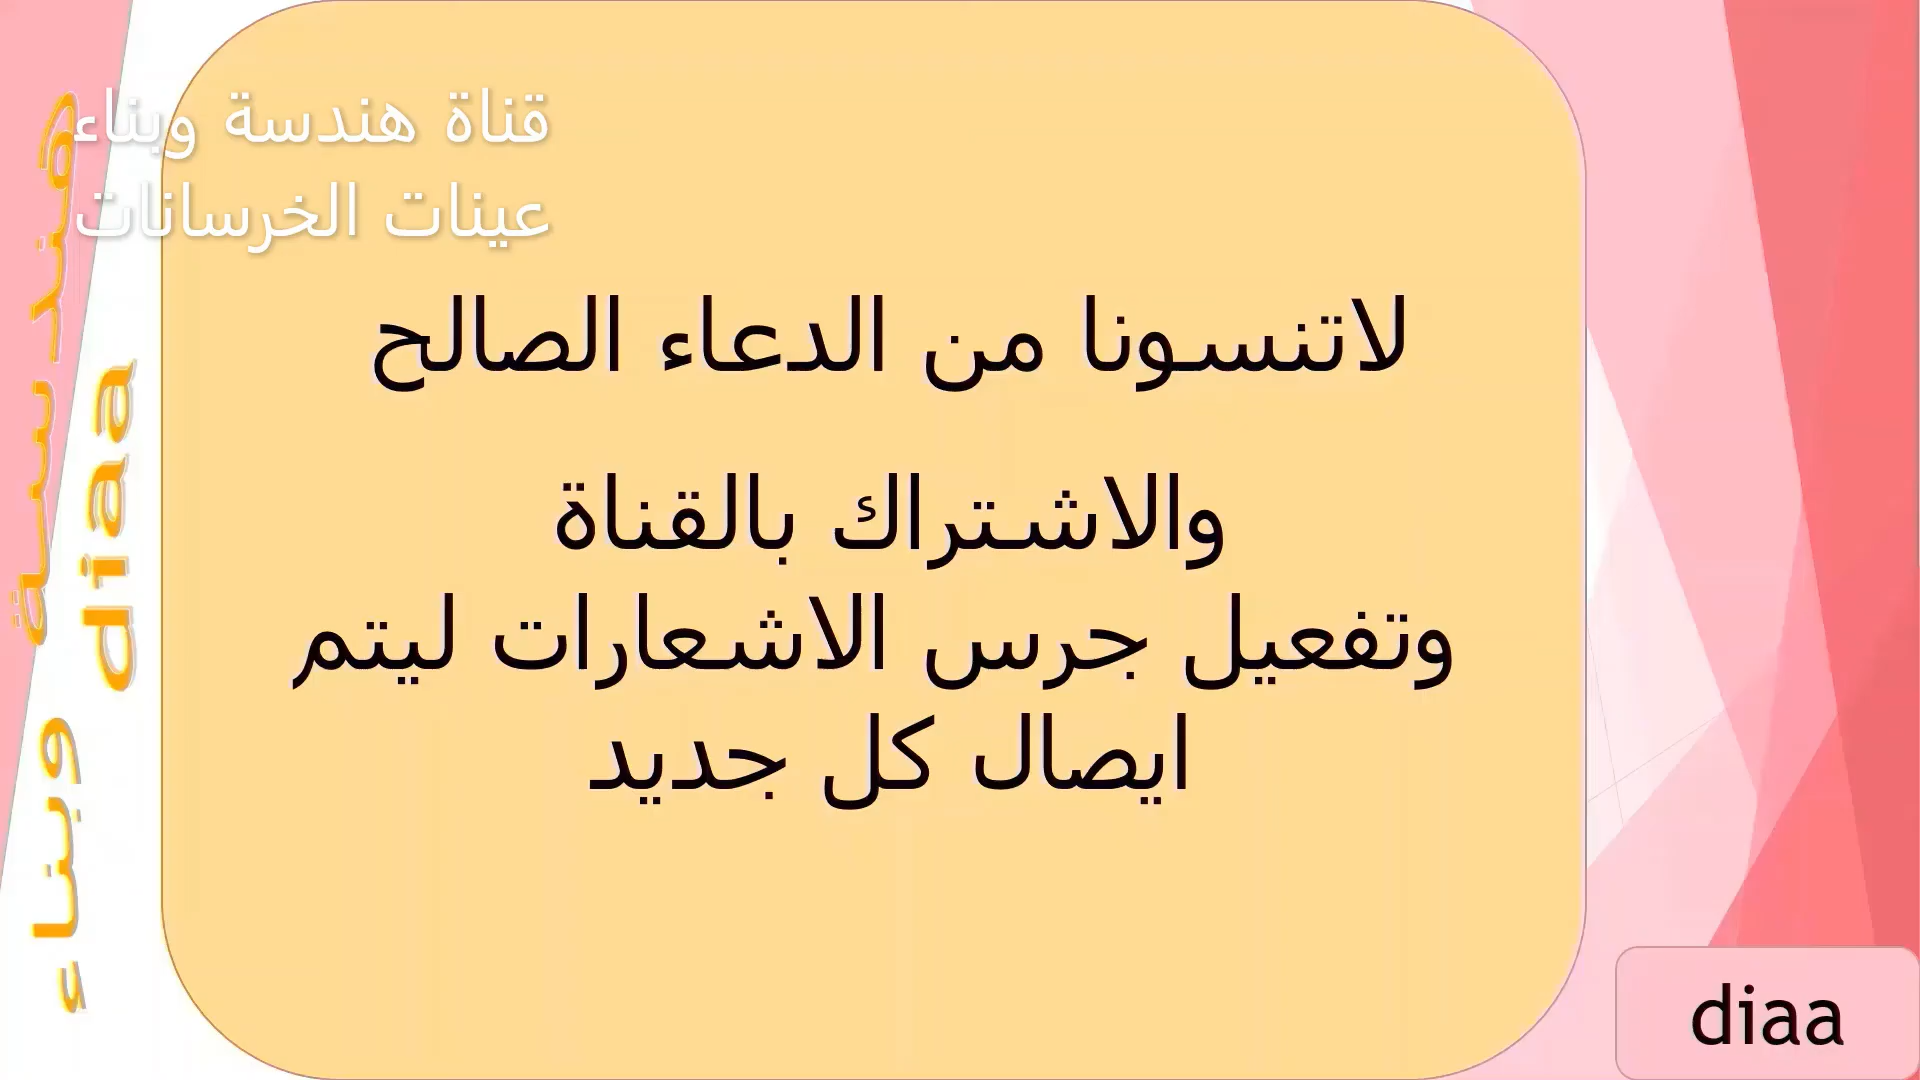 قناة هندسة وبناء
عينات الخرسانات
لاتنسونا من الدعاء الصالح
والاشتراك بالقناة
وتفعيل جرس الاشعارات ليتم
ايصال كل جديد
هندسة وبناء
diaa
diaa